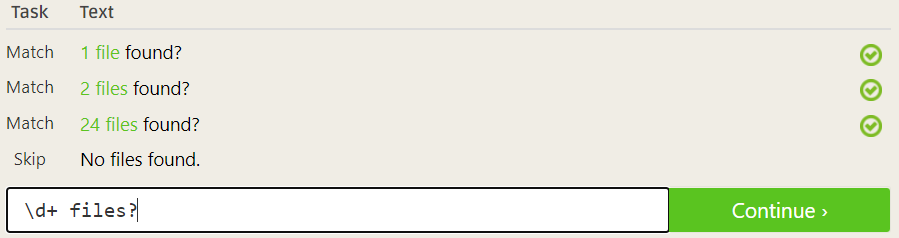 Task Text
Match 1 file found?
Match 2 files found?
Match 24 files found?
Skip No files found.
\d+ files? Continue ›